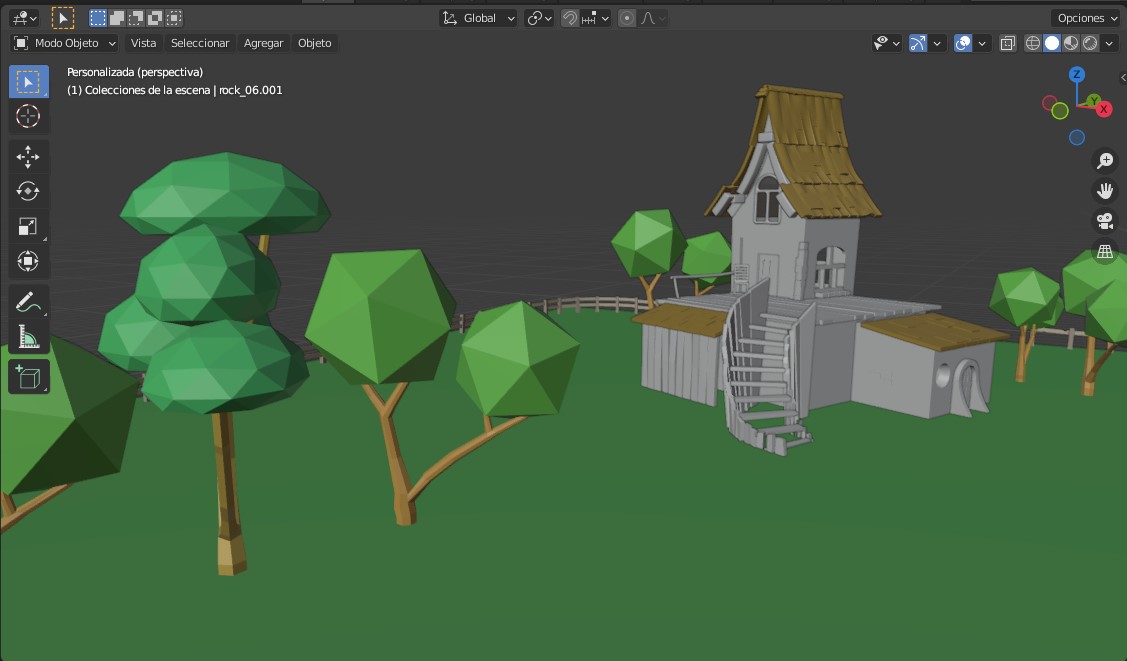 Global
Opciones
Modo Objeto Vista Seleccionar Agregar Objeto
Personalizada (perspectiva)
(1) Colecciones de la escena | rock_06.001
Z
Y
X